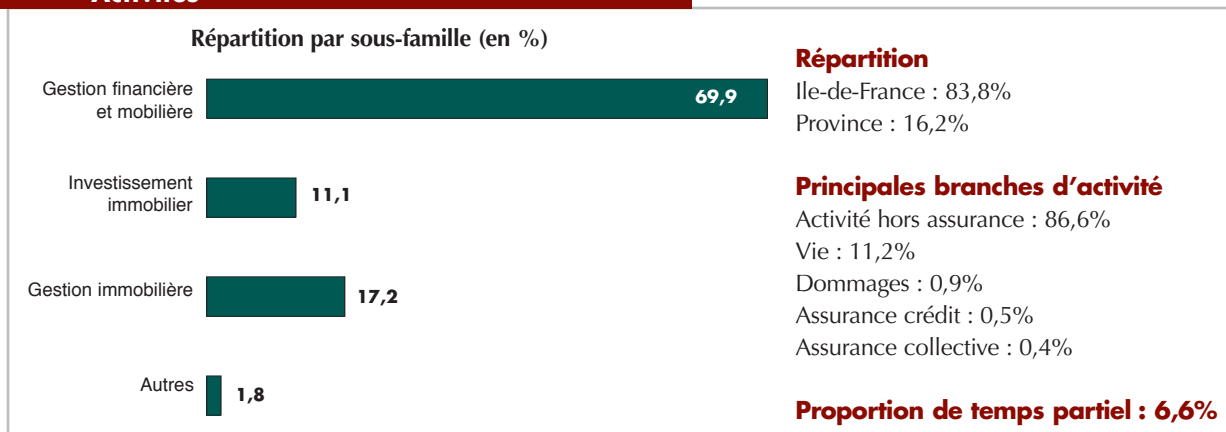 Activités
Répartition par sous-famille (en %)
Gestion financière
et mobilière
69,9
Investissement
immobilier
11,1
Gestion immobilière
17,2
Autres
1,8
Répartition
Ile-de-France : 83,8%
Province : 16,2%
Principales branches d’activité
Activité hors assurance : 86,6%
Vie : 11,2%
Dommages : 0,9%
Assurance crédit : 0,5%
Assurance collective : 0,4%
Proportion de temps partiel : 6,6%